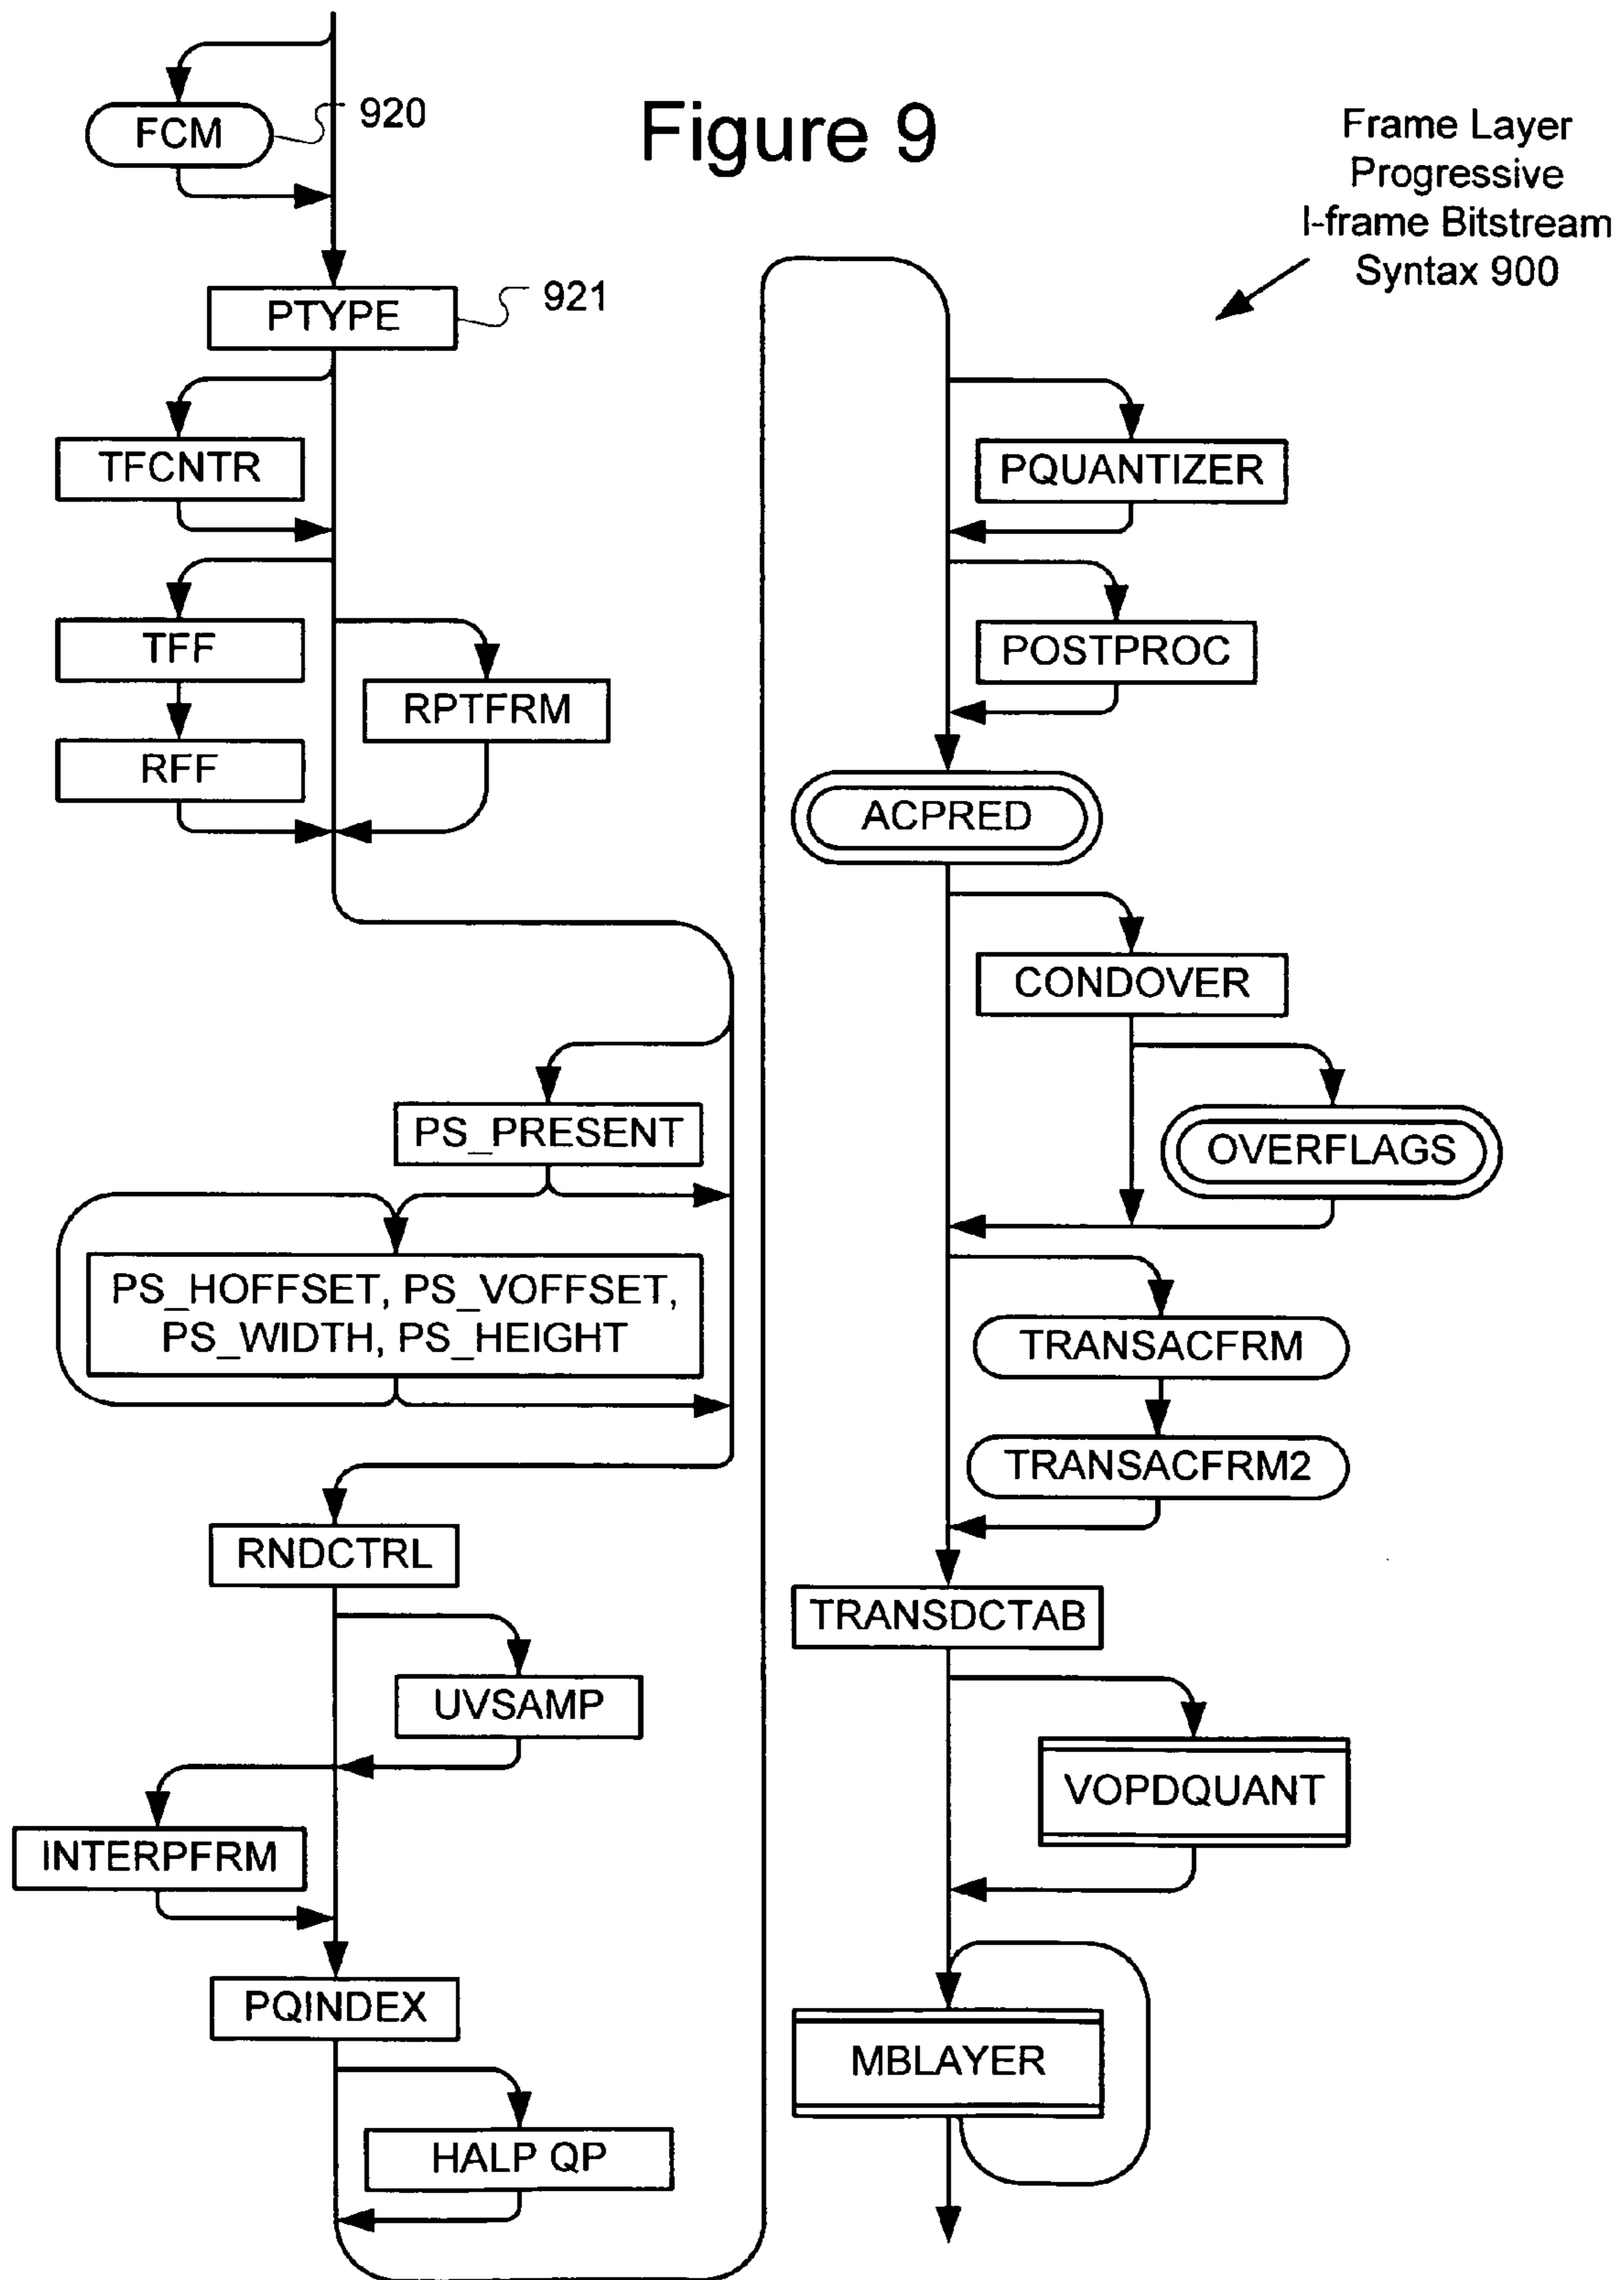 Figure 9
Frame Layer
Progressive
I-frame Bitstream
Syntax 900
FCM
920
PTYPE
921
TFCNTR
TFF
RPTFRM
RFF
PS_PRESENT
PS_HOFFSET, PS_VOFFSET,
PS_WIDTH, PS_HEIGHT
RNDCTRL
UVSAMP
INTERPFRM
PQINDEX
HALP QP
PQUANTIZER
POSTPROC
ACPRED
CONDOVER
OVERFLAGS
TRANSACFRM
TRANSACFRM2
TRANSDCTAB
VOPDQUANT
MBLAYER